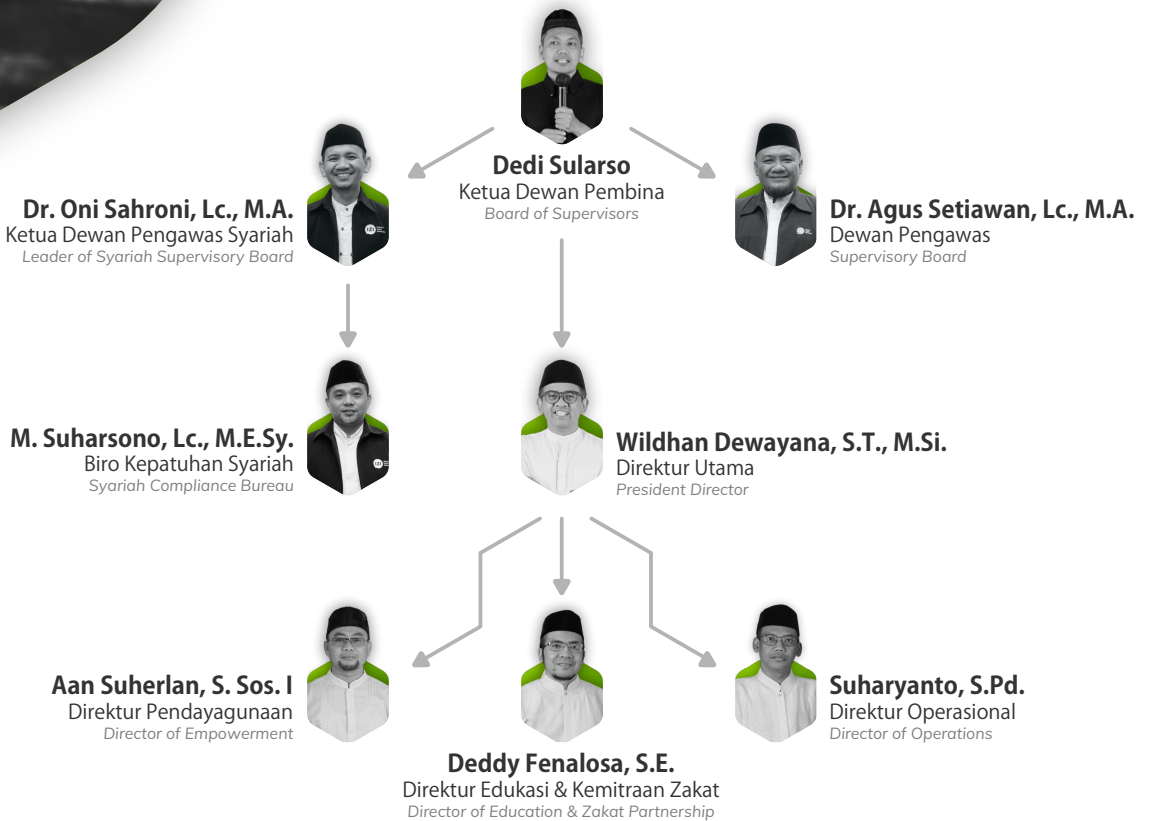 Dedi Sularso
Ketua Dewan Pembina
Board of Supervisors
Dr. Oni Sahroni, Lc., M.A.
Ketua Dewan Pengawas Syariah
Leader of Syariah Supervisory Board
Dr. Agus Setiawan, Lc., M.A.
Dewan Pengawas
Supervisory Board
M. Suharsono, Lc., M.E.Sy.
Biro Kepatuhan Syariah
Syariah Compliance Bureau
Wildhan Dewayana, S.T., M.Si.
Direktur Utama
President Director
Aan Suherlan, S. Sos. I
Direktur Pendayagunaan
Director of Empowerment
Deddy Fenalosa, S.E.
Direktur Edukasi & Kemitraan Zakat
Director of Education & Zakat Partnership
Suharyanto, S.Pd.
Direktur Operasional
Director of Operations